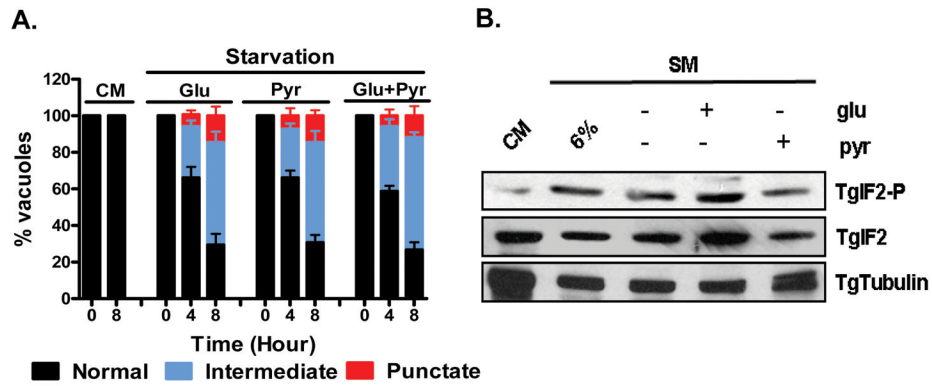 A.
Starvation
CM Glu Pyr Glu+Pyr
120
100
80
60
40
20
0
% vacuoles
0 8 0 4 8 0 4 8 0 4 8
Time (Hour)
Normal Intermediate Punctate
B.
SM
CM 6% - + - glu
- - + pyr
TgIF2-P
TgIF2
TgTubulin